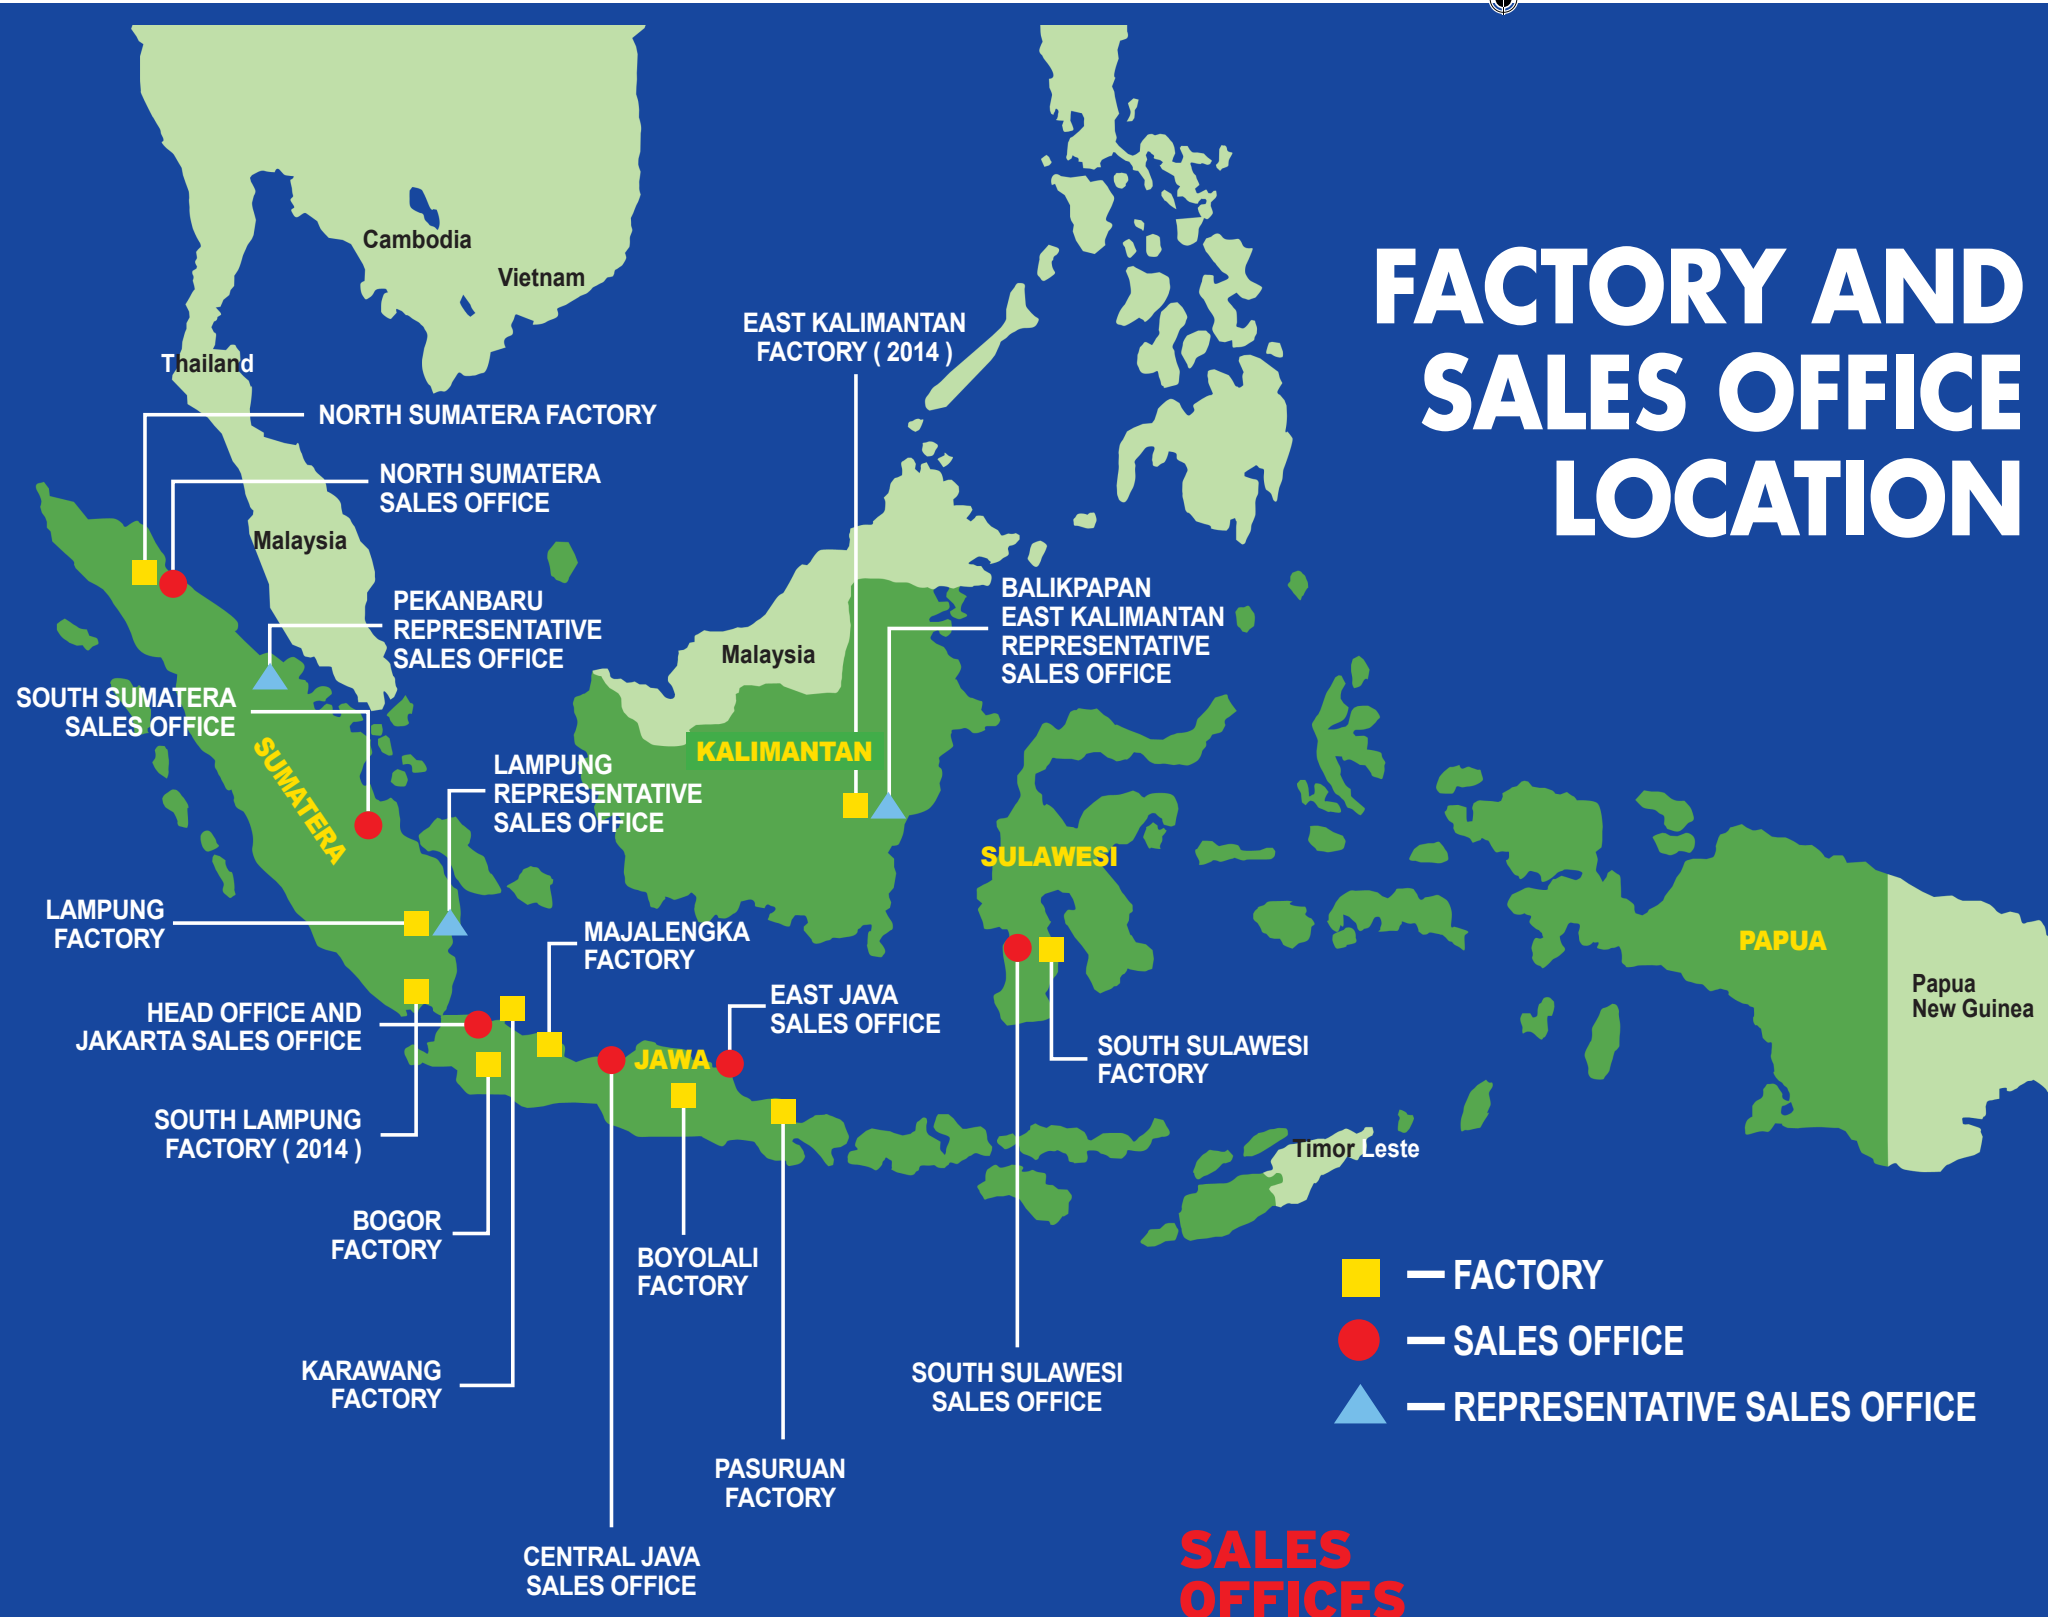 FACTORY AND
SALES OFFICE
LOCATION
Cambodia
Vietnam
Thailand
EAST KALIMANTAN
FACTORY ( 2014 )
NORTH SUMATERA FACTORY
NORTH SUMATERA
SALES OFFICE
Malaysia
PEKANBARU
REPRESENTATIVE
SALES OFFICE
BALIKPAPAN
EAST KALIMANTAN
REPRESENTATIVE
SALES OFFICE
Malaysia
SOUTH SUMATERA
SALES OFFICE
SUMATERA
KALIMANTAN
LAMPUNG
REPRESENTATIVE
SALES OFFICE
SULAWESI
LAMPUNG
FACTORY
MAJALENGKA
FACTORY
PAPUA
Papua
New Guinea
HEAD OFFICE AND
JAKARTA SALES OFFICE
EAST JAVA
SALES OFFICE
JAWA
SOUTH SULAWESI
FACTORY
SOUTH LAMPUNG
FACTORY ( 2014 )
Timor Leste
BOGOR
FACTORY
BOYOLALI
FACTORY
KARAWANG
FACTORY
SOUTH SULAWESI
SALES OFFICE
PASURUAN
FACTORY
CENTRAL JAVA
SALES OFFICE
FACTORY
SALES OFFICE
REPRESENTATIVE SALES OFFICE
SALES
OFFICES